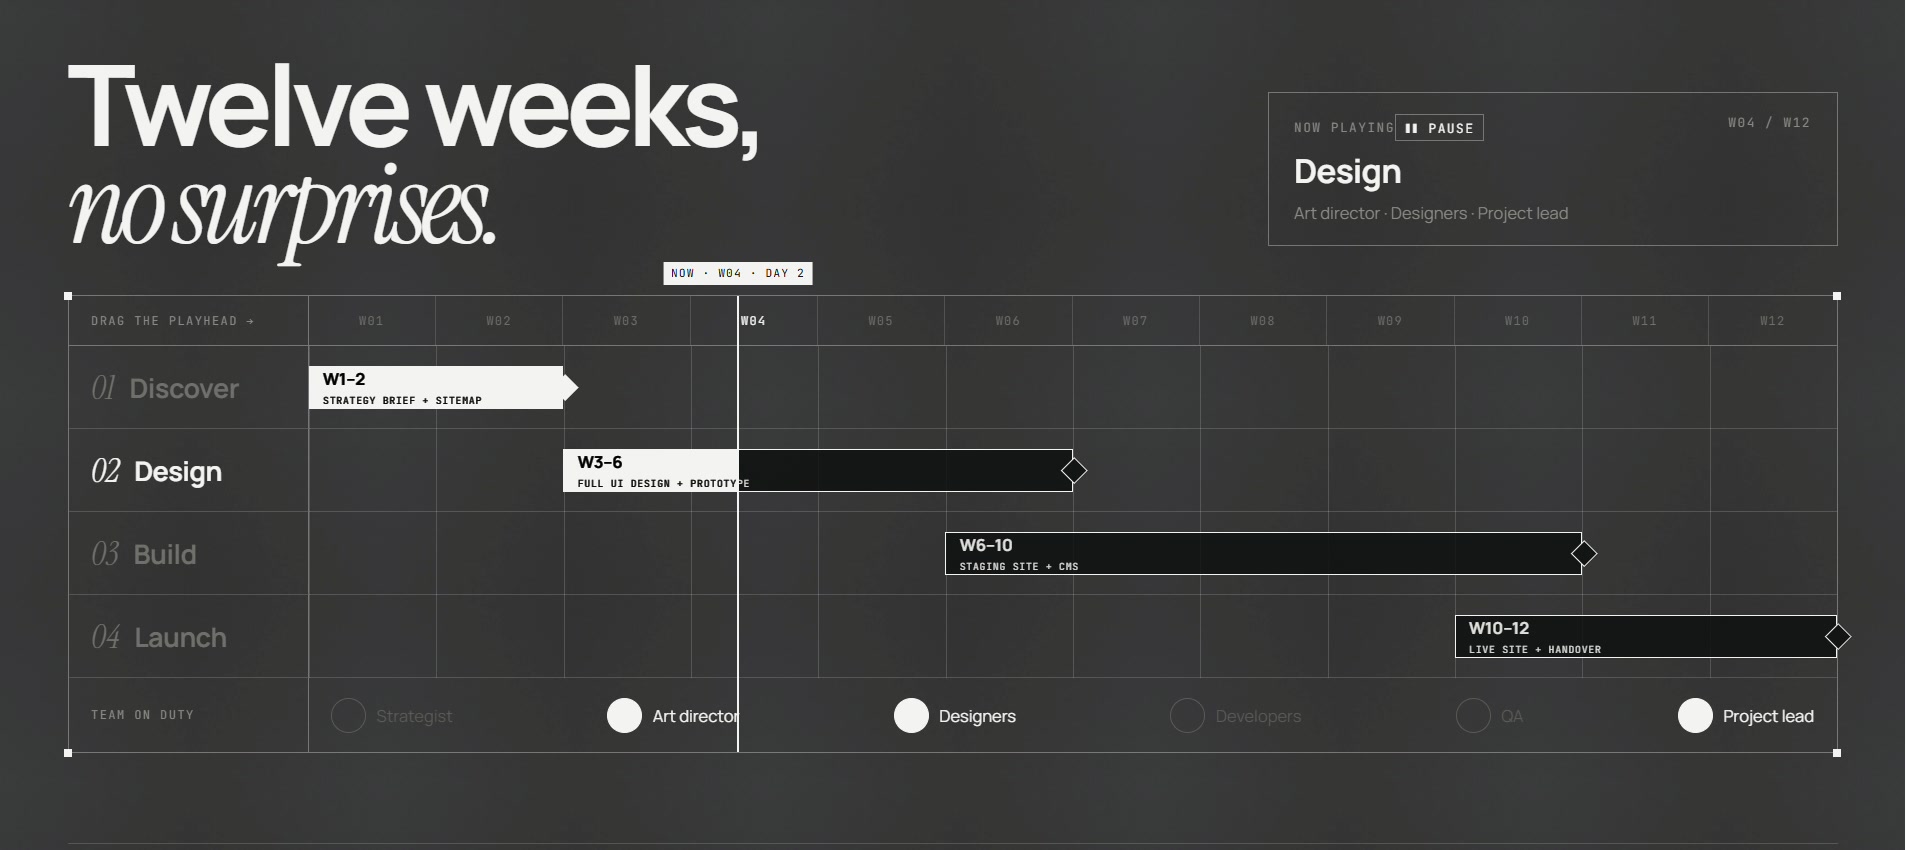 Twelve weeks,
no surprises.
NOW PLAYING
PAUSE
W04 / W12
Design
Art director · Designers · Project lead
NOW · W04 · DAY 2
DRAG THE PLAYHEAD →
W01
W02
W03
W04
W05
W06
W07
W08
W09
W10
W11
W12
01 Discover
W1–2
STRATEGY BRIEF + SITEMAP
02 Design
W3–6
FULL UI DESIGN + PROTOTYPE
03 Build
W6–10
STAGING SITE + CMS
04 Launch
W10–12
LIVE SITE + HANDOVER
TEAM ON DUTY
Strategist
Art director
Designers
Developers
QA
Project lead